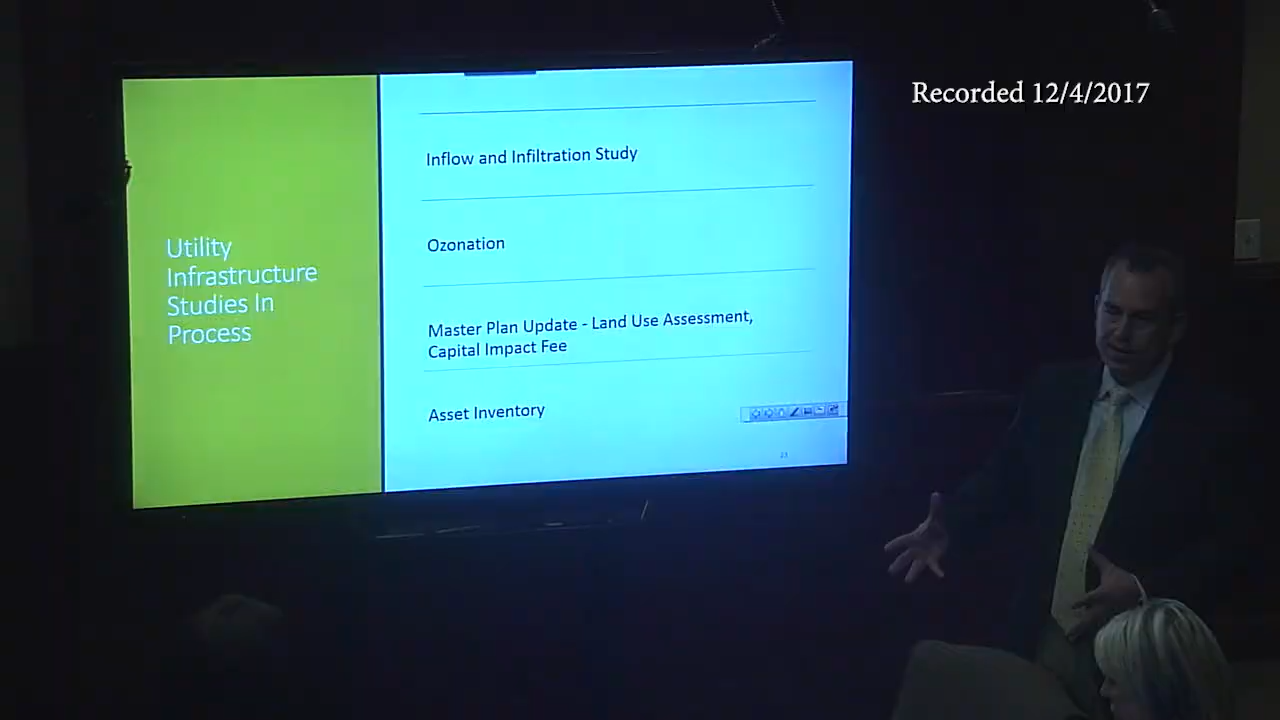 Recorded 12/4/2017
Utility
Infrastructure
Studies In
Process
Inflow and Infiltration Study
Ozonation
Master Plan Update - Land Use Assessment,
Capital Impact Fee
Asset Inventory